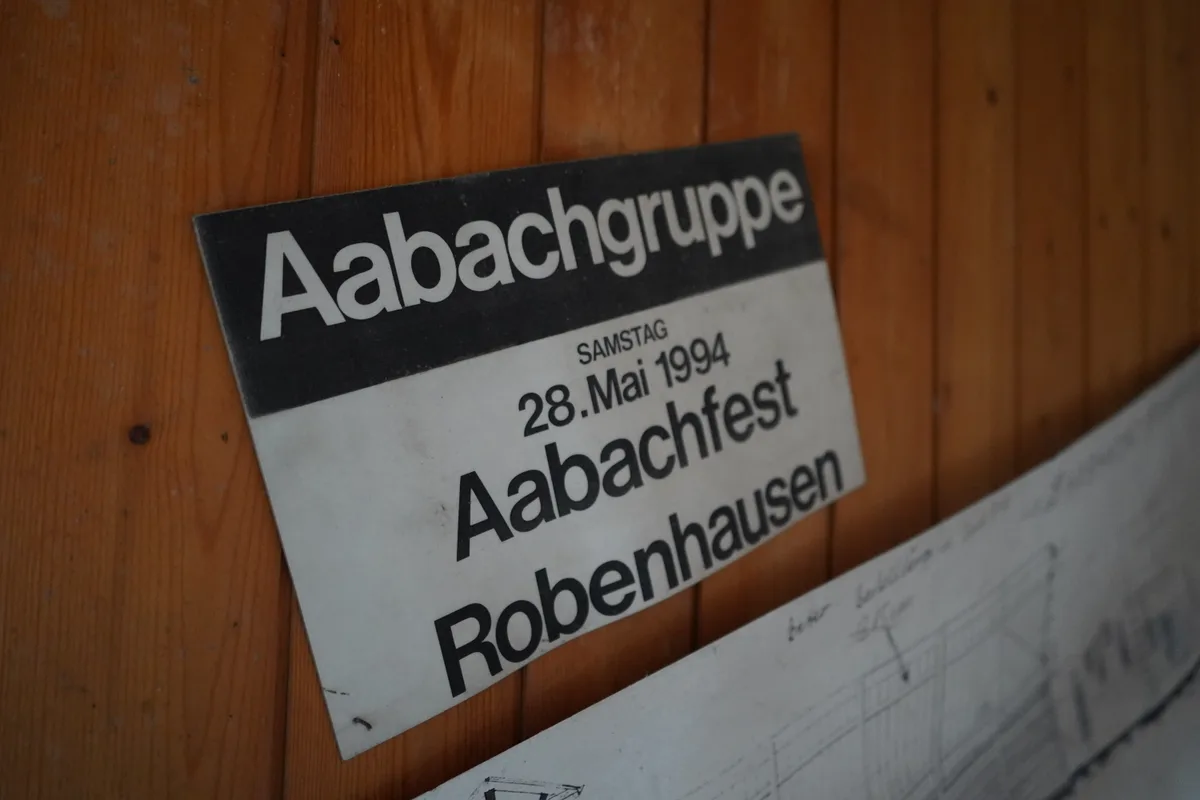 Aabachgruppe
SAMSTAG
28. Mai 1994
Aabachfest
Robenhausen